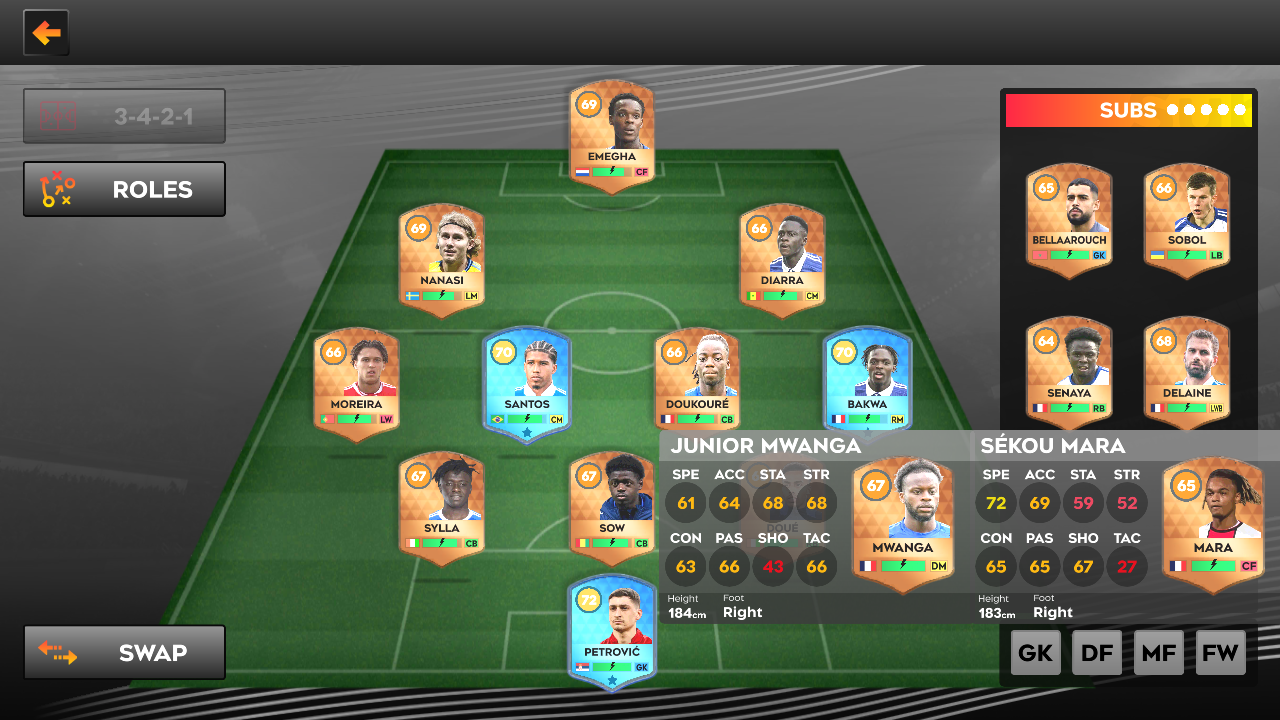 3-4-2-1
ROLES
SWAP
69
EMEGHA
CF
69
NANASI
LM
66
DIARRA
CM
66
MOREIRA
LW
70
SANTOS
CM
66
DOUKOURÉ
CB
70
BAKWA
RM
67
SYLLA
CB
67
SOW
CB
DOUÉ
72
PETROVIĆ
GK
SUBS
65
BELLAAROUCH
GK
66
SOBOL
LB
64
SENAYA
RB
68
DELAINE
LWB
JUNIOR MWANGA
SPE ACC STA STR
61 64 68 68
CON PAS SHO TAC
63 66 43 66
Height Foot
184cm Right
67
MWANGA
DM
SÉKOU MARA
SPE ACC STA STR
72 69 59 52
CON PAS SHO TAC
65 65 67 27
Height Foot
183cm Right
65
MARA
CF
GK DF MF FW